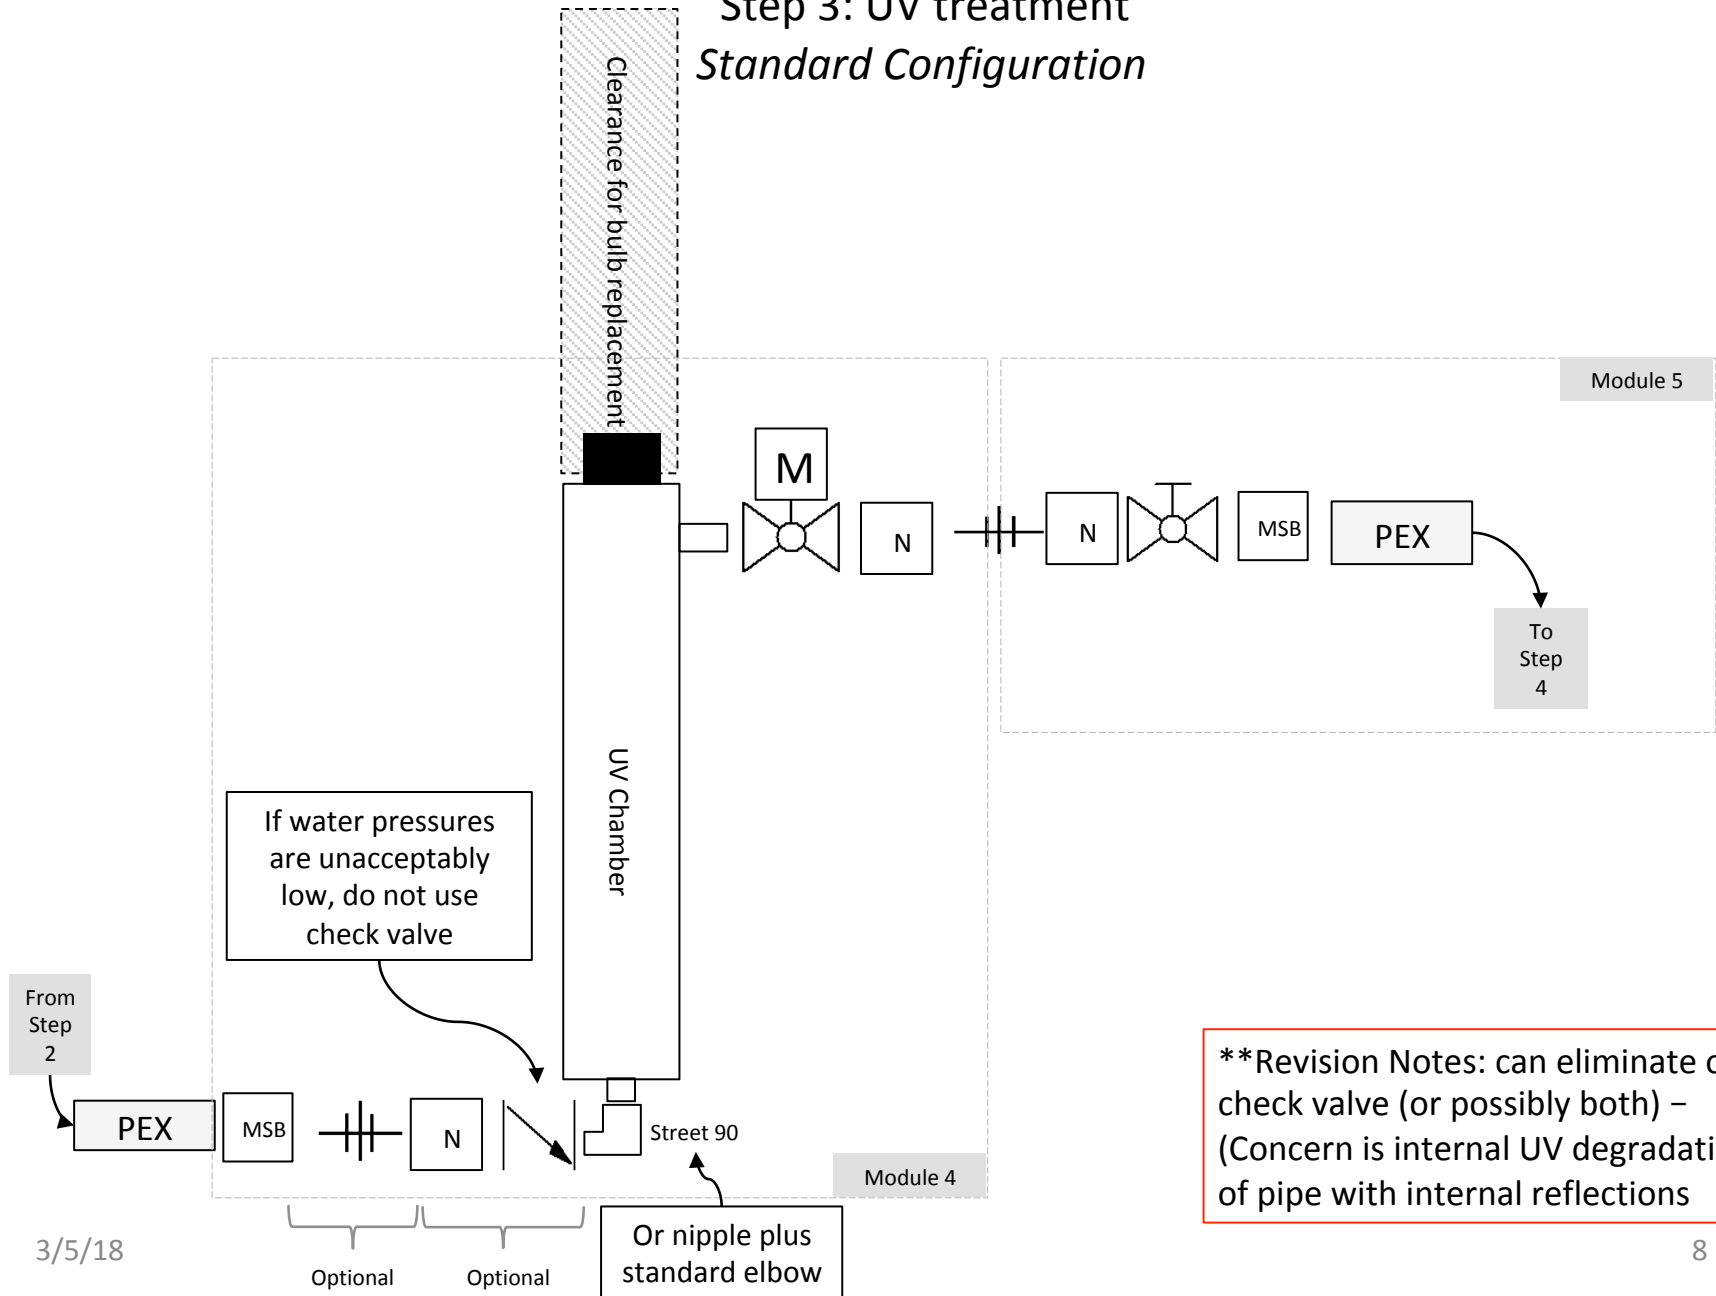 Step 3: UV treatment
Standard Configuration
Clearance for bulb replacement
Module 5
M
N
N
MSB
PEX
To
Step
4
UV Chamber
If water pressures
are unacceptably
low, do not use
check valve
From
Step
2
PEX
MSB
N
Street 90
Module 4
**Revision Notes: can eliminate
check valve (or possibly both) –
(Concern is internal UV
of pipe with internal reflections
Or nipple plus
standard elbow
Optional
Optional
3/5/18
8